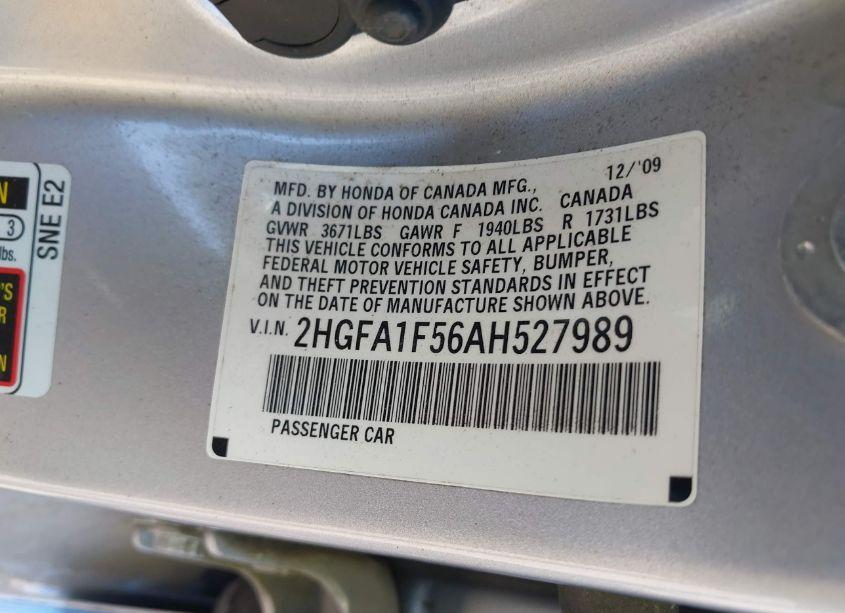 N
3
lbs.
'S
R
N
SNE E2
12/'09
MFD. BY HONDA OF CANADA MFG.,
A DIVISION OF HONDA CANADA INC. CANADA
GVWR 3671LBS GAWR F 1940LBS R 1731LBS
THIS VEHICLE CONFORMS TO ALL APPLICABLE
FEDERAL MOTOR VEHICLE SAFETY, BUMPER,
AND THEFT PREVENTION STANDARDS IN EFFECT
ON THE DATE OF MANUFACTURE SHOWN ABOVE.
V.I.N. 2HGFA1F56AH527989
PASSENGER CAR